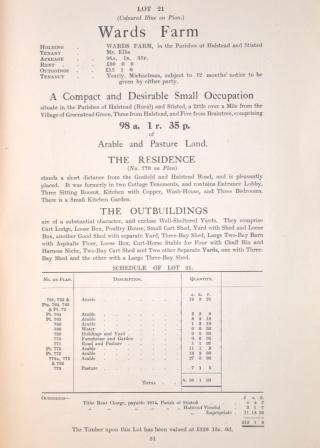 LOT 21
(Coloured Blue on Plan.)
Wards Farm
HOLDING WARDS FARM, in the Parishes of Halstead and Stisted
TENANT Mr. Ellis
ACREAGE 98A. 1R. 35P.
RENT £80 0 0
OUTGOINGS £15 1 0
TENANCY Yearly, Michaelmas, subject to 12 months' notice to be
given by either party.
A Compact and Desirable Small Occupation
situate in the Parishes of Halstead (Rural) and Stisted, a little over a Mile from the
Village of Greenstead Green, Three from Halstead, and Five from Braintree, comprising
98 a. 1 r. 35 p.
of
Arable and Pasture Land.
THE RESIDENCE
(No. 770 on Plan)
stands a short distance from the Gosfield and Halstead Road, and is pleasantly
placed. It was formerly in two Cottage Tenements, and contains Entrance Lobby,
Three Sitting Rooms, Kitchen with Copper, Wash-House, and Three Bedrooms.
There is a Small Kitchen Garden.
THE OUTBUILDINGS
are of a substantial character, and enclose Well-Sheltered Yards. They comprise
Cart Lodge, Loose Box, Poultry House, Small Cart Shed, Yard with Shed and Loose
Box, another Good Shed with separate Yard, Three-Bay Shed, Large Two-Bay Barn
with Asphalte Floor, Loose Box, Cart-Horse Stable for Four with Chaff Bin and
Harness Niche, Two-Bay Cart Shed and Two other Separate Yards, one with Three-
Bay Shed and the other with a Large Three-Bay Shed.
SCHEDULE OF LOT 21.
No. on Plan. DESCRIPTION. QUANTITY.
A. R. P.
Arable
Pt. 764 Arable
Arable
Arable
Arable
Water
Buildings and Yard
Farmhouse and Garden
Road and Pasture
Arable
Pt. 772 Arable
Arable
Pasture
TOTAL A. 98 1 35
OUTGOINGS— £ s. d.
Tithe Rent Charge, payable 1914, Parish of Stisted
" " " Halstead Vicarial
" " " Impropriate
The Timber upon this Lot has been valued at